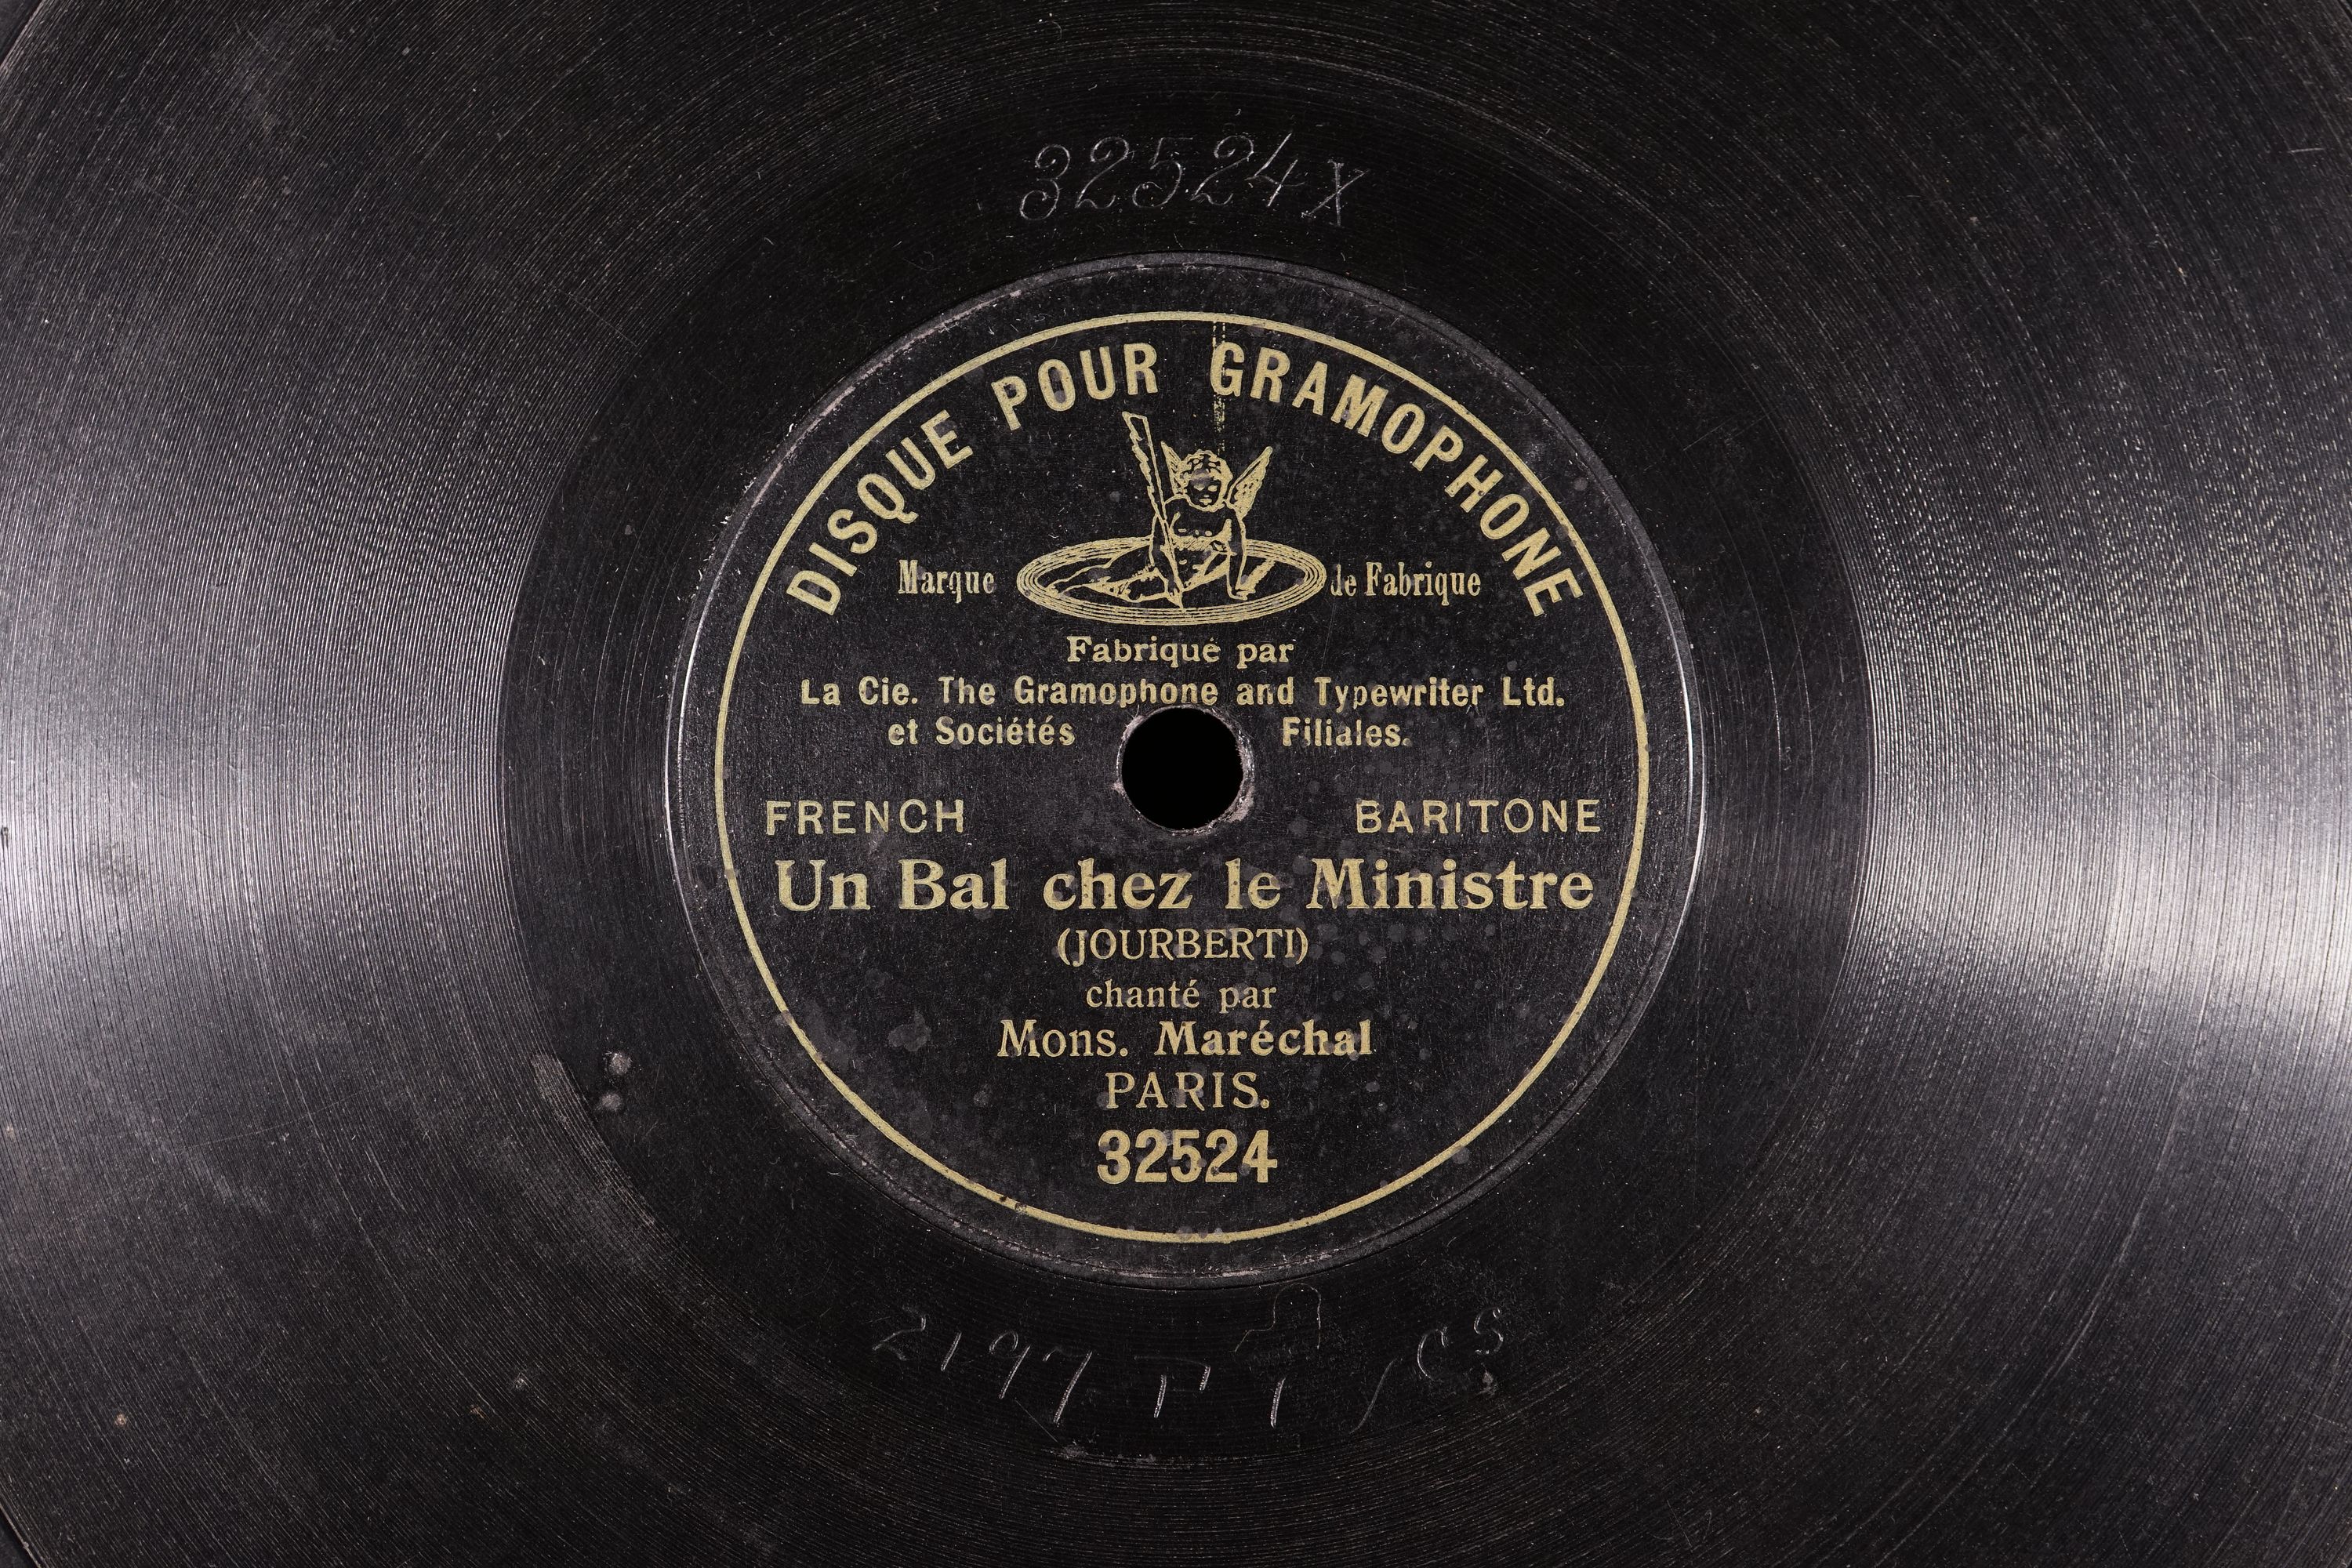 32524x
DISQUE POUR GRAMOPHONE
Marque de Fabrique
Fabriqué par
La Cie. The Gramophone and Typewriter Ltd.
et Sociétés Filiales.
FRENCH BARITONE
Un Bal chez le Ministre
(JOURBERTI)
chanté par
Mons. Maréchal
PARIS.
32524
2197